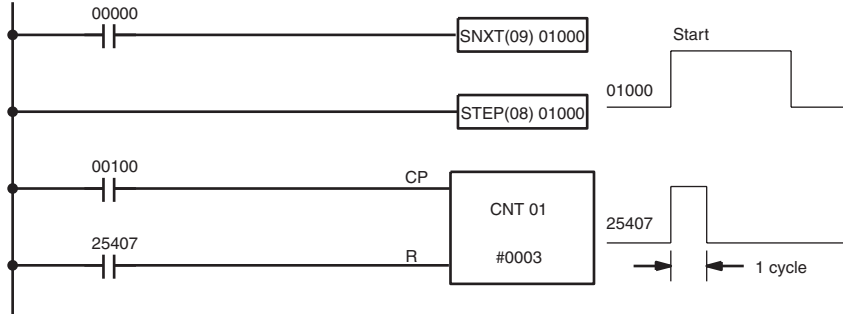 00000
SNXT(09) 01000
Start
01000
STEP(08) 01000
00100
CP
CNT 01
25407
25407
R
#0003
1 cycle